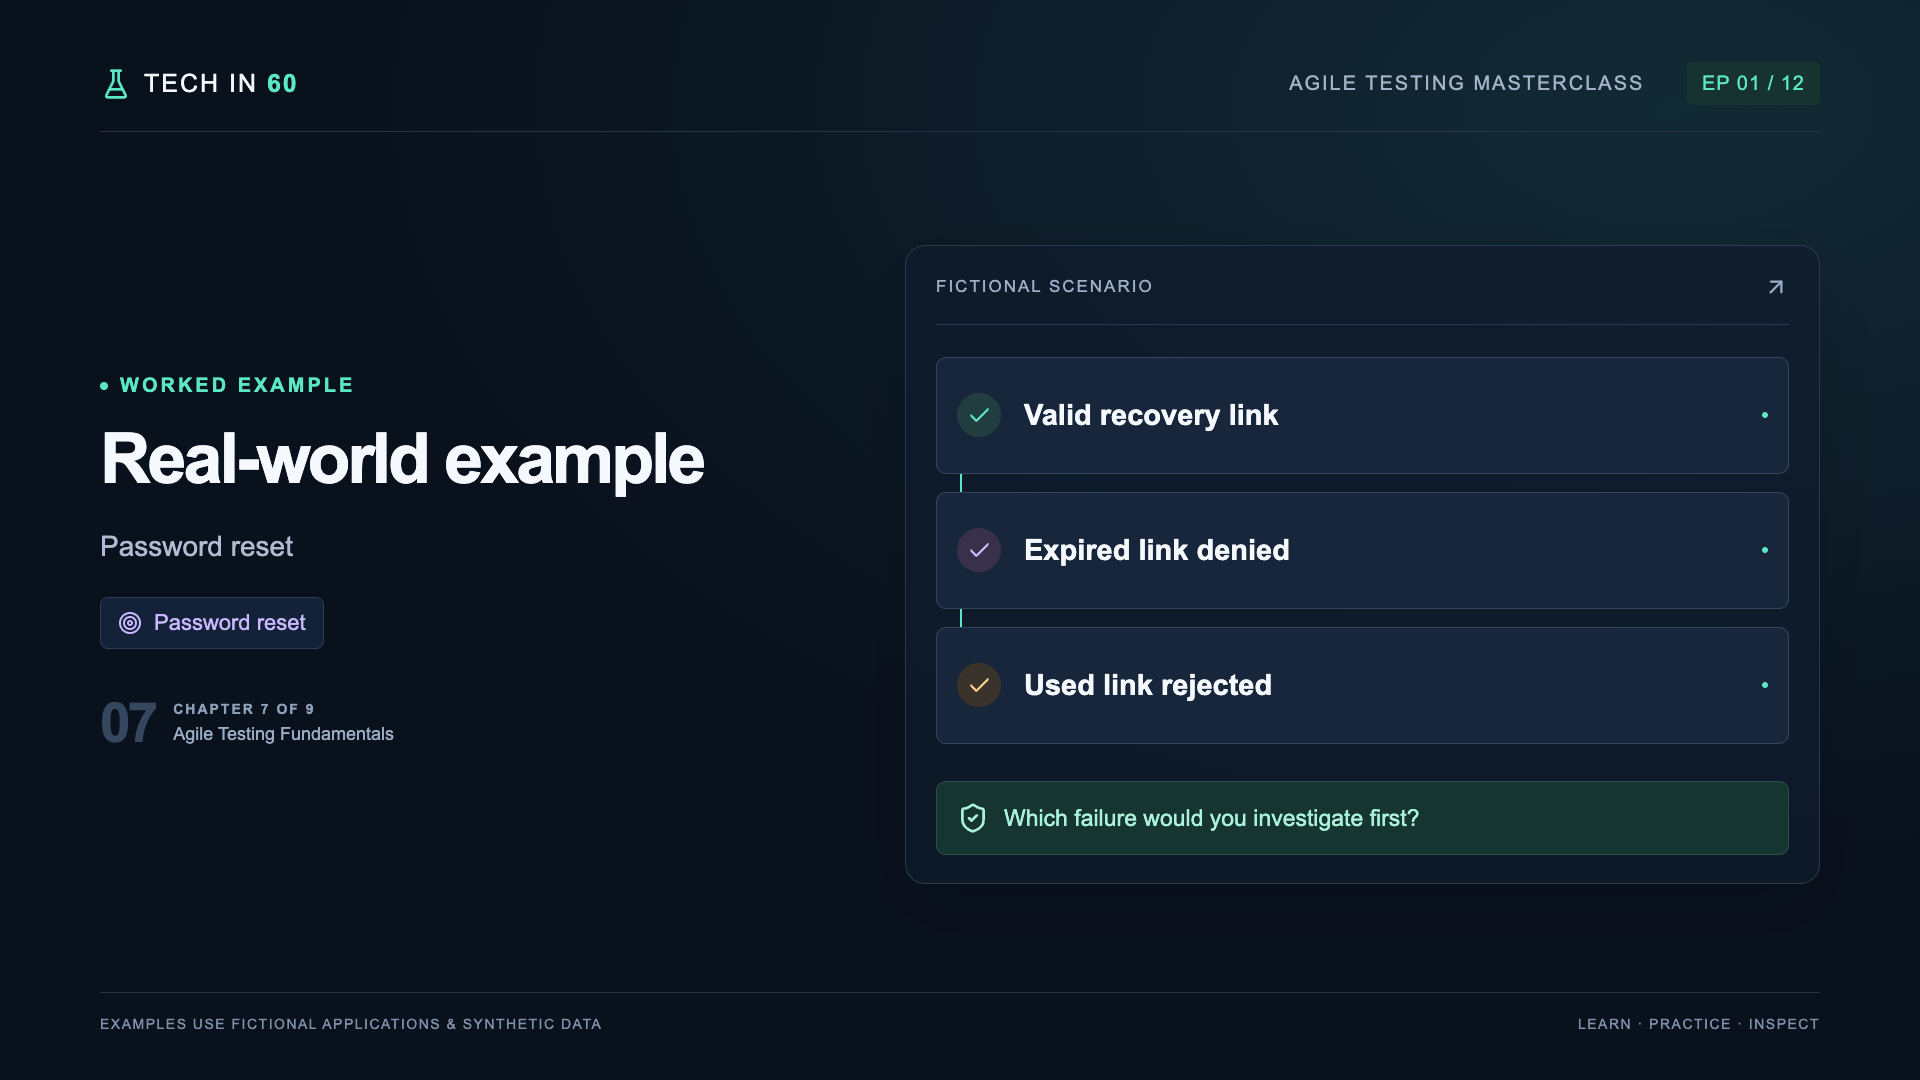 TECH IN 60
AGILE TESTING MASTERCLASS
EP 01 / 12
WORKED EXAMPLE
Real-world example
Password reset
Password reset
07
CHAPTER 7 OF 9
Agile Testing Fundamentals
FICTIONAL SCENARIO
Valid recovery link
Expired link denied
Used link rejected
Which failure would you investigate first?
EXAMPLES USE FICTIONAL APPLICATIONS & SYNTHETIC DATA
LEARN · PRACTICE · INSPECT